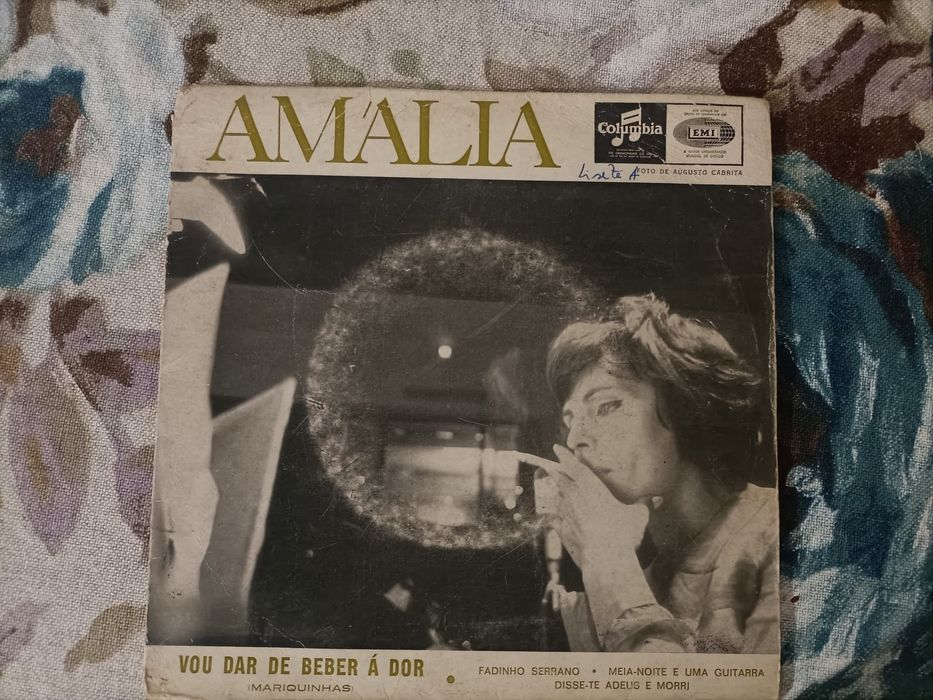 AMÁLIA
Columbia
EMI
Lisete A
FOTO DE AUGUSTO CABRITA
VOU DAR DE BEBER Á DOR
(MARIQUINHAS)
FADINHO SERRANO • MEIA-NOITE E UMA GUITARRA
DISSE-TE ADEUS E MORRI